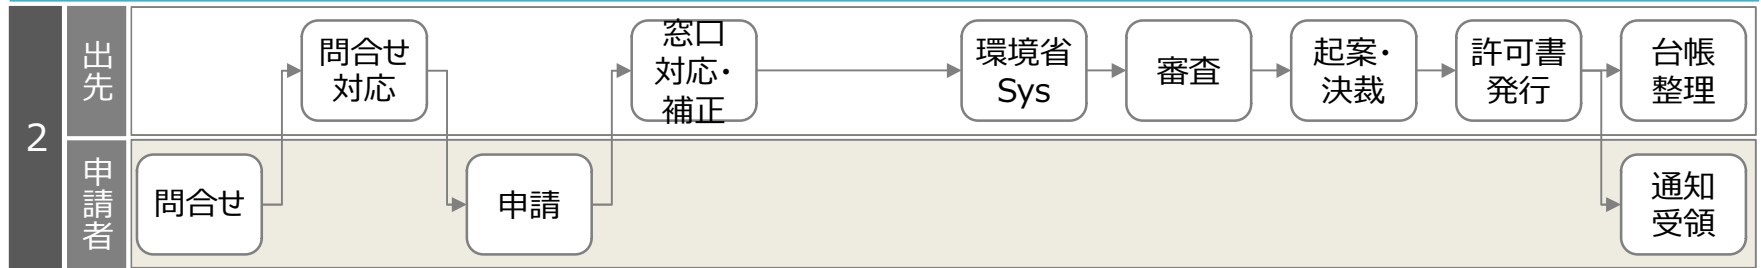 2
出先
問合せ
対応
窓口
対応・
補正
環境省
Sys
審査
起案・
決裁
許可書
発行
台帳
整理
申請者
問合せ
申請
通知
受領